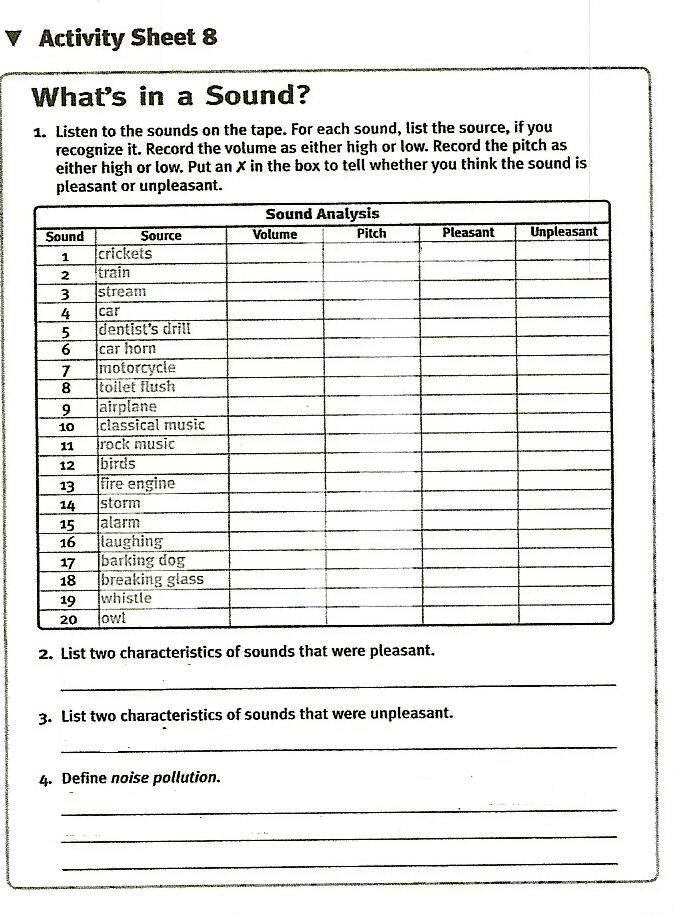 ▼ Activity Sheet 8
What's in a Sound?
1. Listen to the sounds on the tape. For each sound, list the source, if you
recognize it. Record the volume as either high or low. Record the pitch as
either high or low. Put an ✗ in the box to tell whether you think the sound is
pleasant or unpleasant.
Sound Analysis
Sound Source Volume Pitch Pleasant Unpleasant
1 crickets
2 train
3 stream
4 car
5 dentist's drill
6 car horn
7 motorcycle
8 toilet flush
9 airplane
10 classical music
11 rock music
12 birds
13 fire engine
14 storm
15 alarm
16 laughing
17 barking dog
18 breaking glass
19 whistle
20 owl
2. List two characteristics of sounds that were pleasant.
3. List two characteristics of sounds that were unpleasant.
4. Define noise pollution.